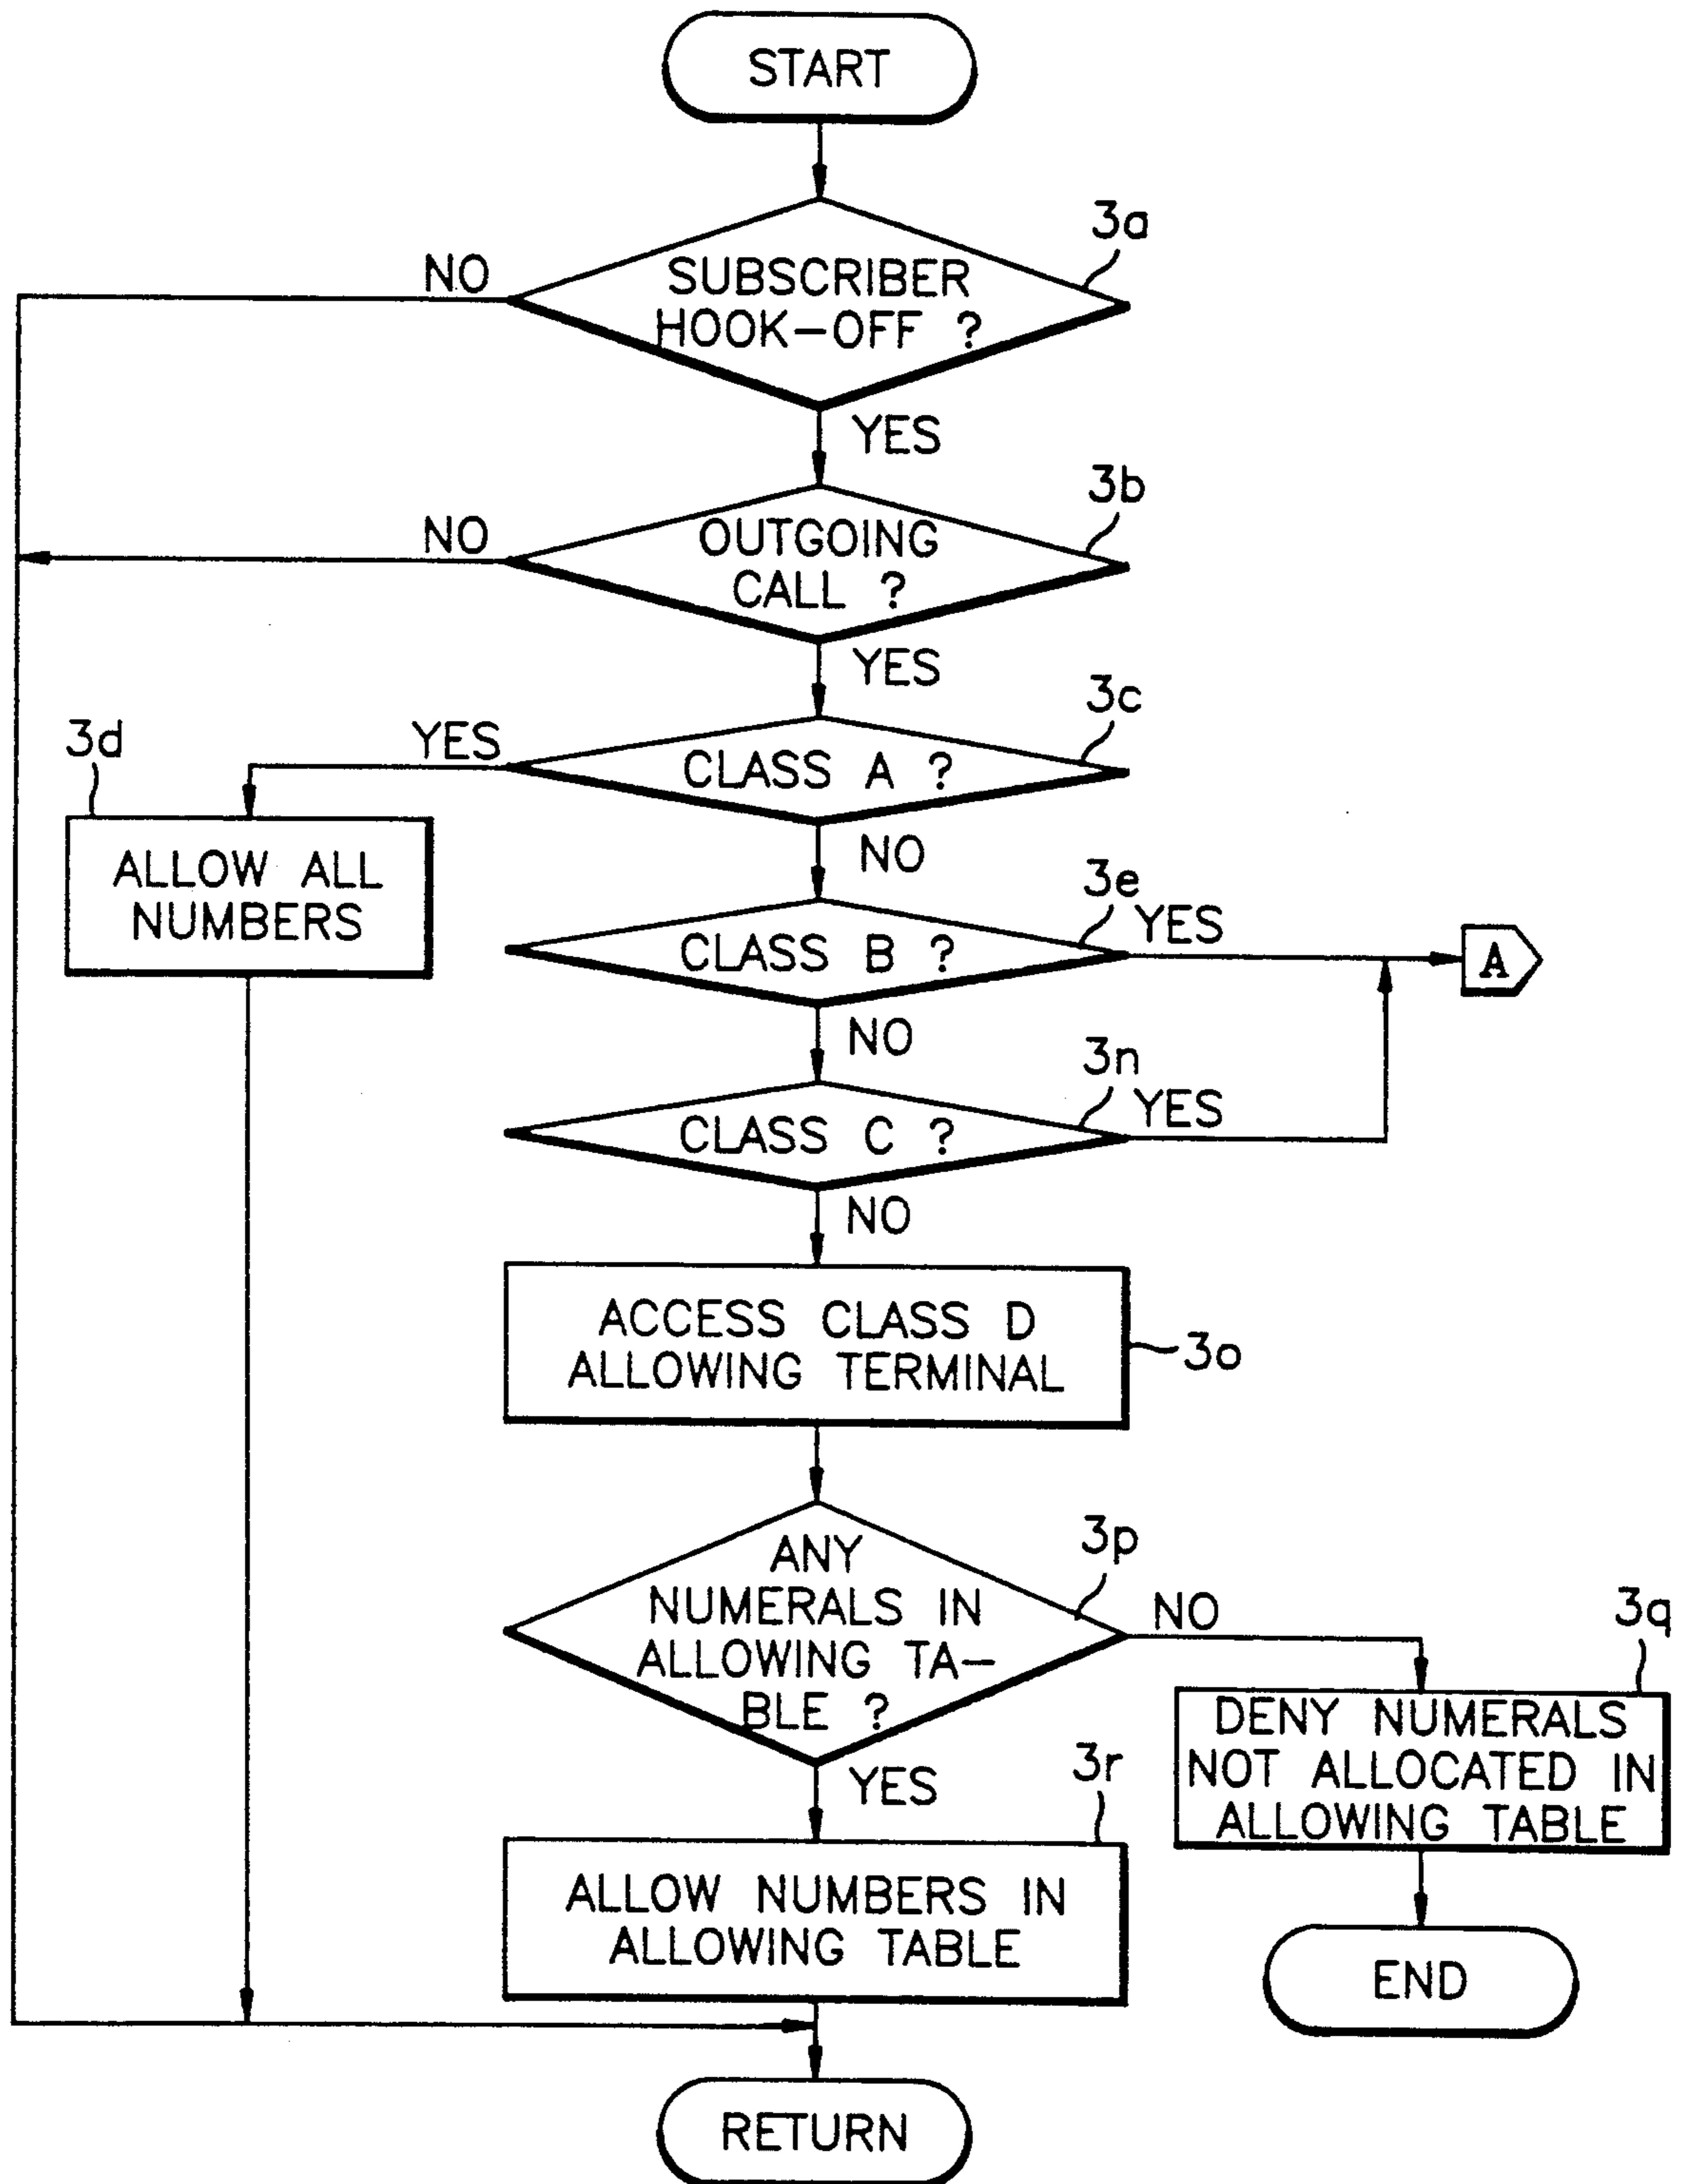 START
3a
NO
SUBSCRIBER
HOOK-OFF ?
YES
3b
NO
OUTGOING
CALL ?
YES
3c
3d
YES
CLASS A ?
ALLOW ALL
NUMBERS
NO
3e
YES
CLASS B ?
A
NO
3n
YES
CLASS C ?
NO
ACCESS CLASS D
ALLOWING TERMINAL
3o
3p
ANY
NUMERALS IN
ALLOWING TA-
BLE ?
NO
3q
DENY NUMERALS
NOT ALLOCATED IN
ALLOWING TABLE
YES
3r
ALLOW NUMBERS IN
ALLOWING TABLE
END
RETURN